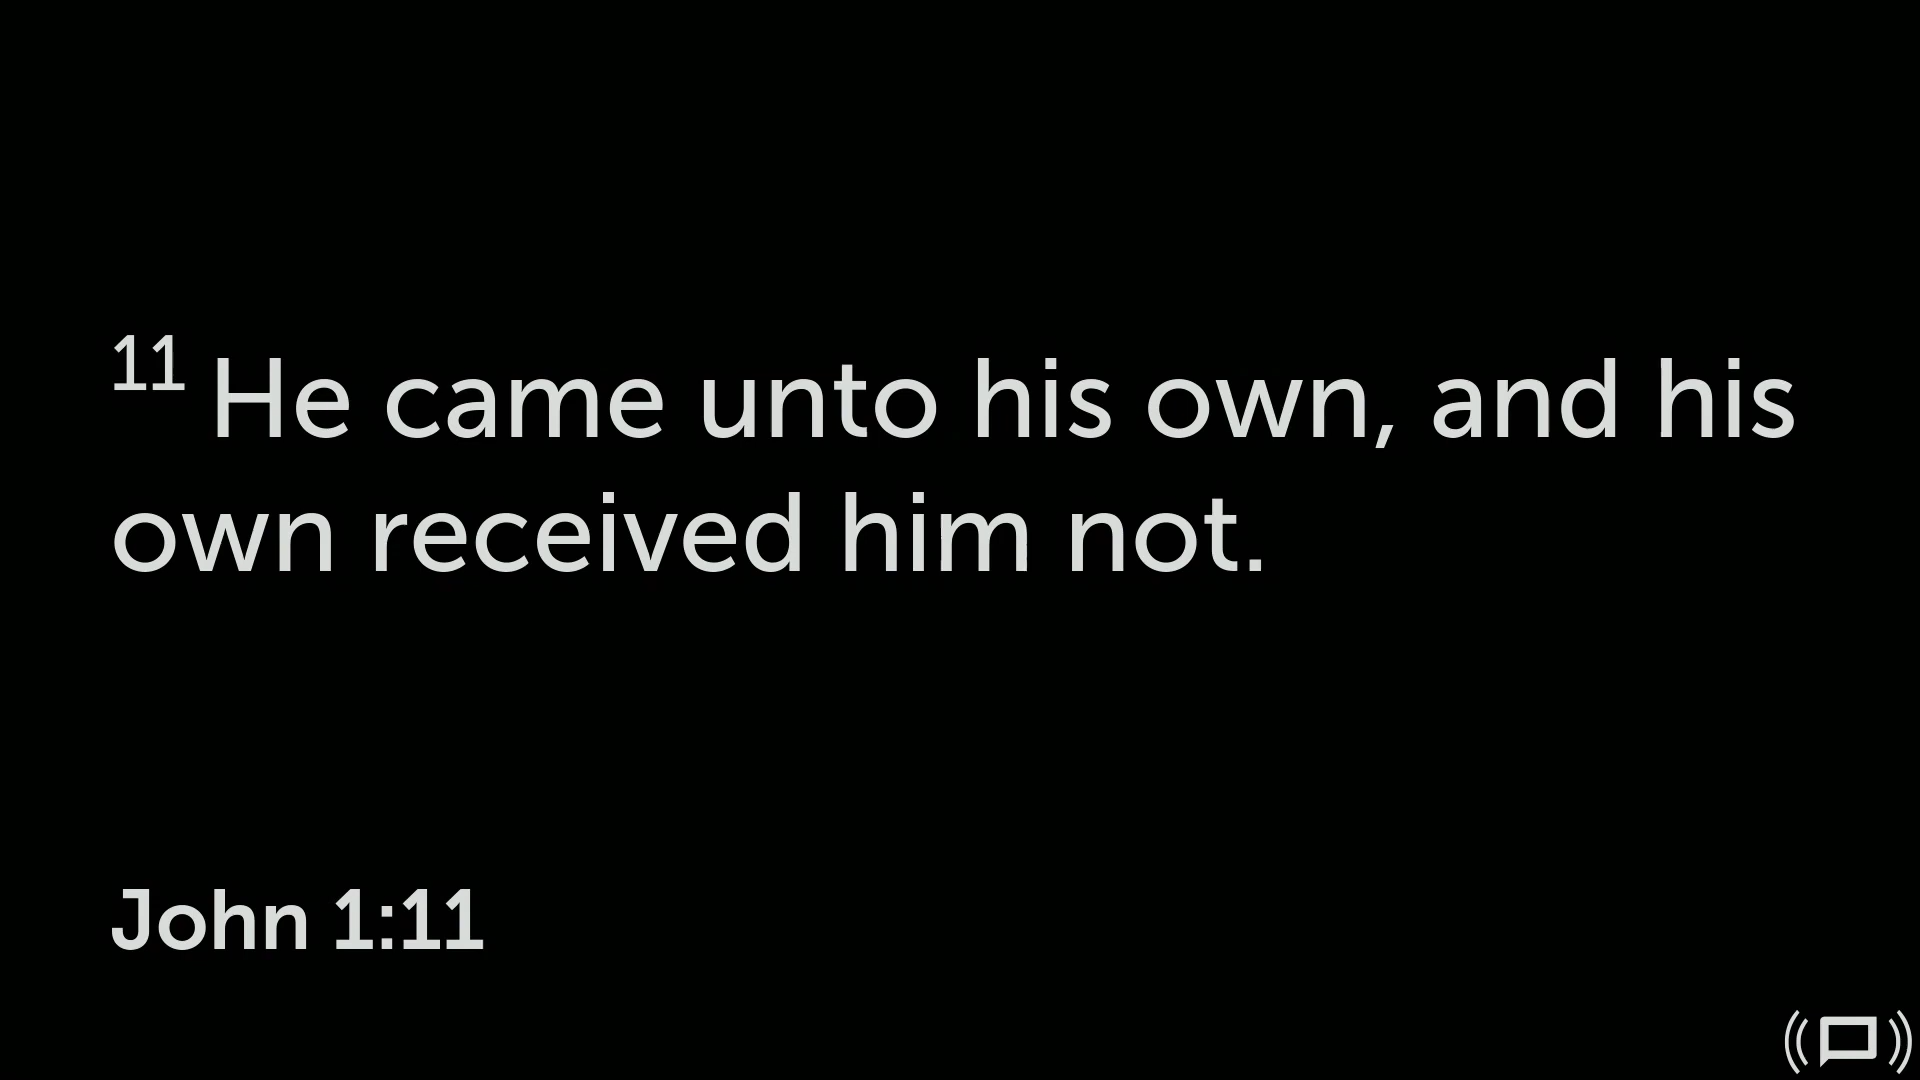 11 He came unto his own, and his
own received him not.
John 1:11